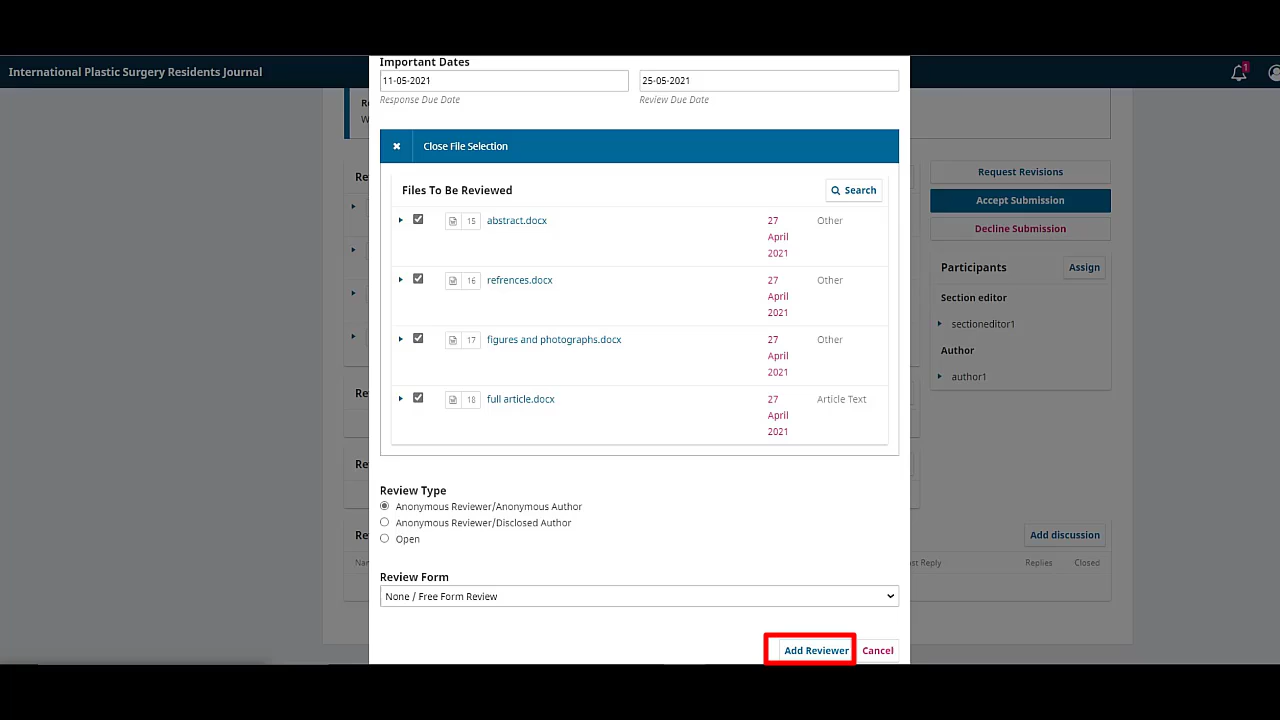 Important Dates
International Plastic Surgery Residents Journal
1
11-05-2021 25-05-2021
Response Due Date Review Due Date
Close File Selection
Files To Be Reviewed Search
15 abstract.docx 27 April 2021 Other
16 refrences.docx 27 April 2021 Other
17 figures and photographs.docx 27 April 2021 Other
18 full article.docx 27 April 2021 Article Text
Review Type
Anonymous Reviewer/Anonymous Author
Anonymous Reviewer/Disclosed Author
Open
Review Form
None / Free Form Review
Add Reviewer Cancel
Request Revisions
Accept Submission
Decline Submission
Participants Assign
Section editor
sectioneditor1
Author
author1
Add discussion
Reply Replies Closed